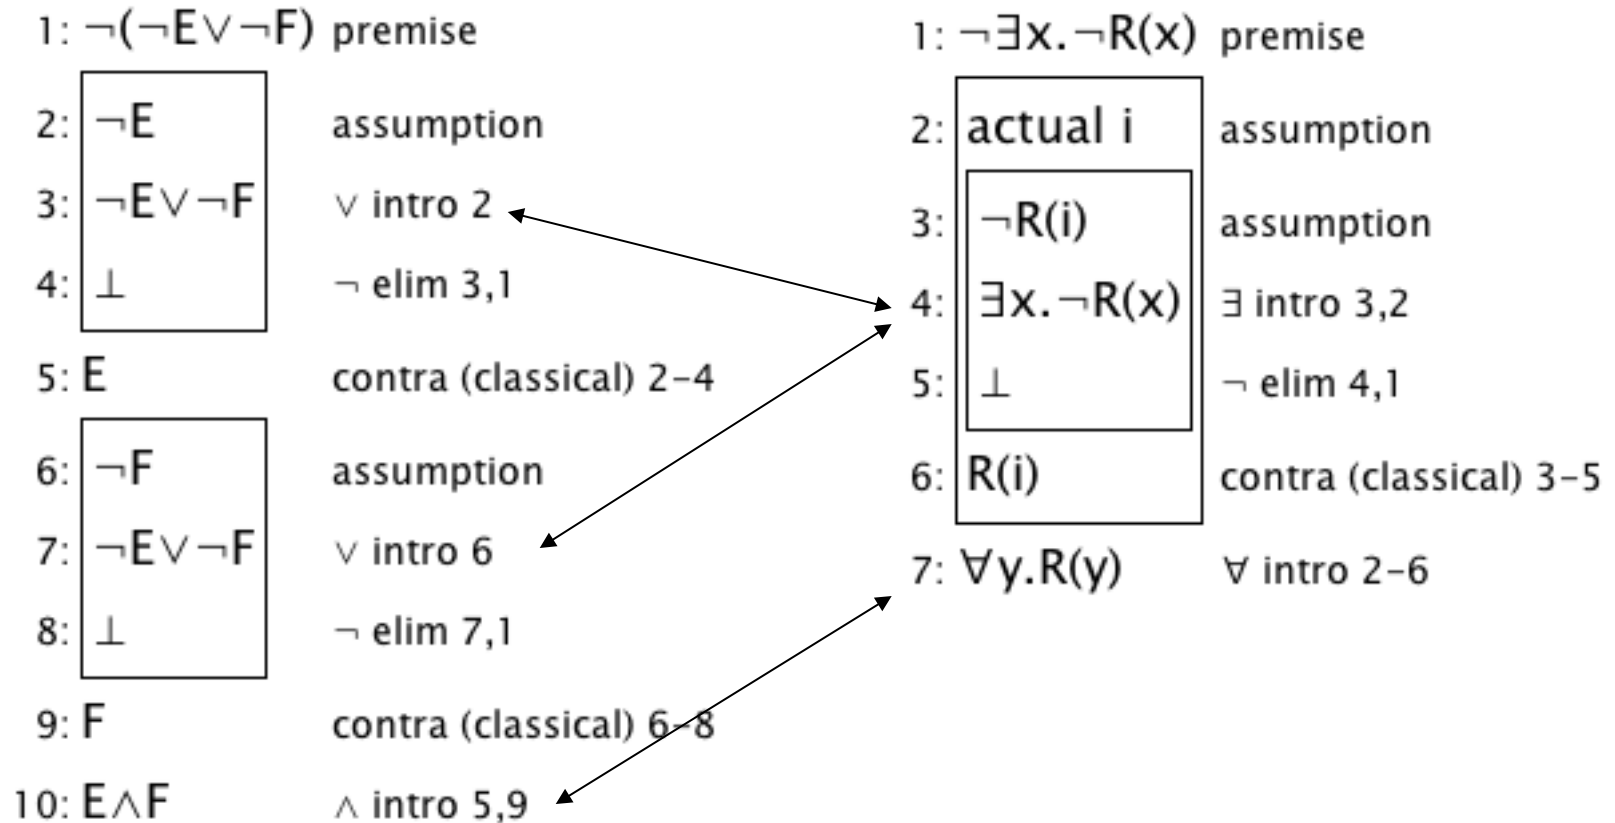 1: ¬(¬E∨¬F) premise
2: ¬E assumption
3: ¬E∨¬F ∨ intro 2
4: ⊥ ¬ elim 3,1
5: E contra (classical) 2–4
6: ¬F assumption
7: ¬E∨¬F ∨ intro 6
8: ⊥ ¬ elim 7,1
9: F contra (classical) 6–8
10: E∧F ∧ intro 5,9
1: ¬∃x.¬R(x) premise
2: actual i assumption
3: ¬R(i) assumption
4: ∃x.¬R(x) ∃ intro 3,2
5: ⊥ ¬ elim 4,1
6: R(i) contra (classical) 3–5
7: ∀y.R(y) ∀ intro 2–6